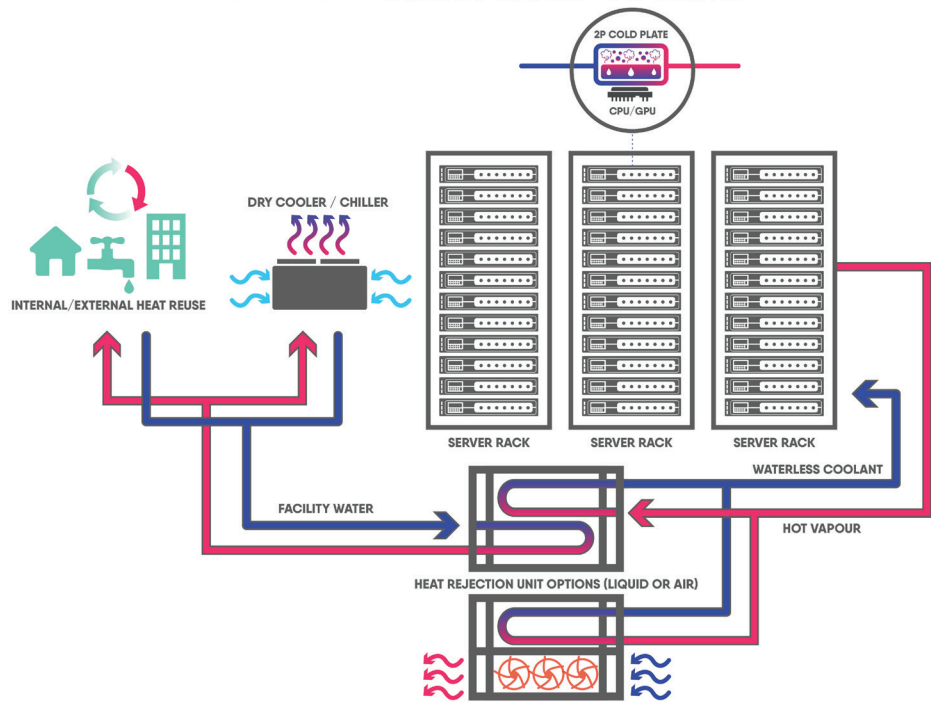 2P COLD PLATE
CPU/GPU
DRY COOLER / CHILLER
INTERNAL/EXTERNAL HEAT REUSE
SERVER RACK
SERVER RACK
SERVER RACK
WATERLESS COOLANT
FACILITY WATER
HOT VAPOUR
HEAT REJECTION UNIT OPTIONS (LIQUID OR AIR)